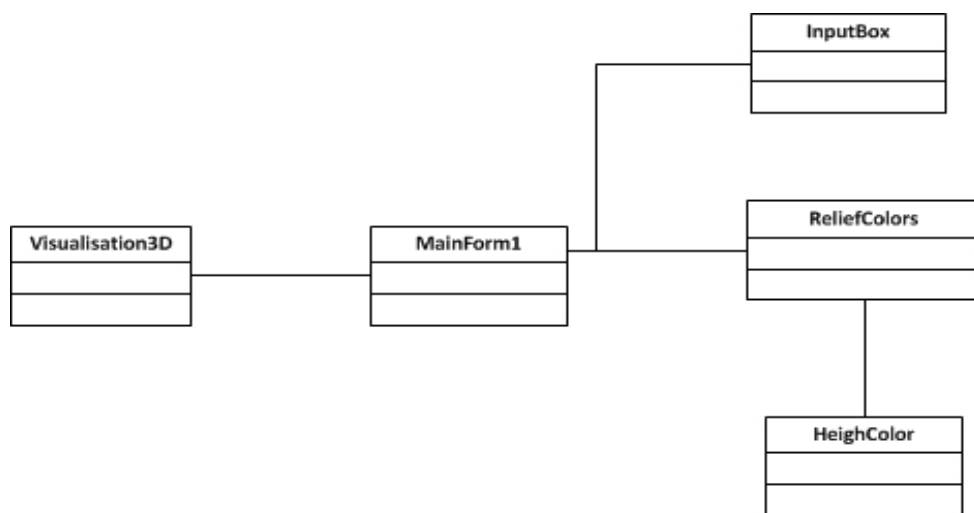 InputBox
ReliefColors
Visualisation3D
MainForm1
HeighColor